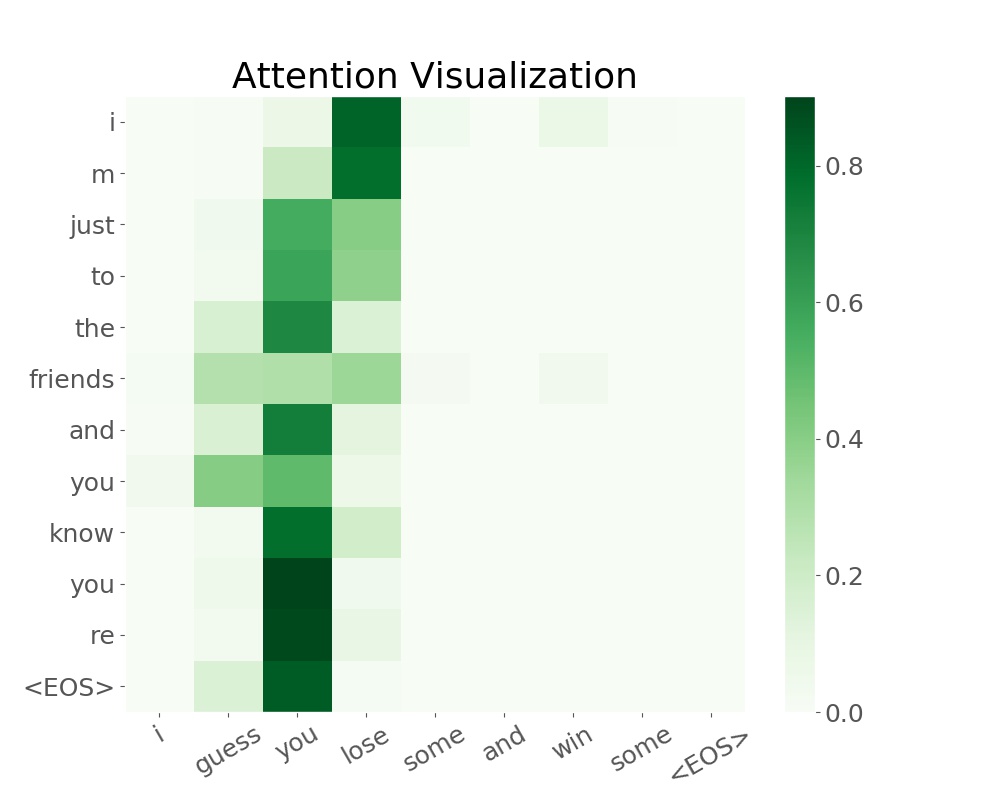 Attention Visualization
i
m
just
to
the
friends
and
you
know
you
re
<EOS>
i guess you lose some and win some <EOS>
0.8
0.6
0.4
0.2
0.0